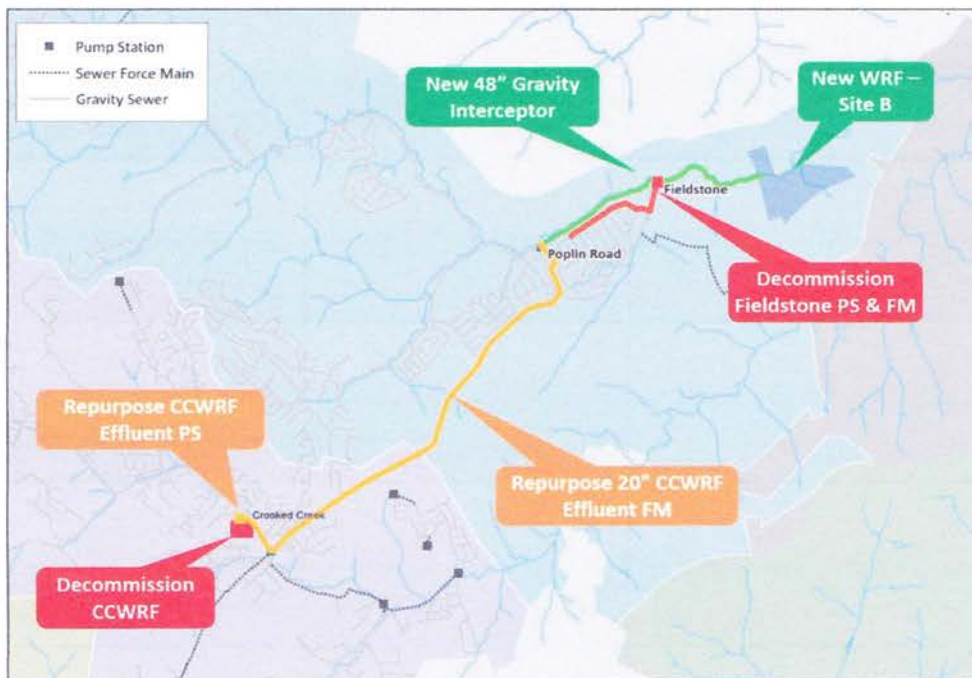 Pump Station
Sewer Force Main
Gravity Sewer
New 48" Gravity
Interceptor
New WRF –
Site B
Fieldstone
Poplin Road
Decommission
Fieldstone PS & FM
Repurpose CCWRF
Effluent PS
Repurpose 20" CCWRF
Effluent FM
Crooked Creek
Decommission
CCWRF